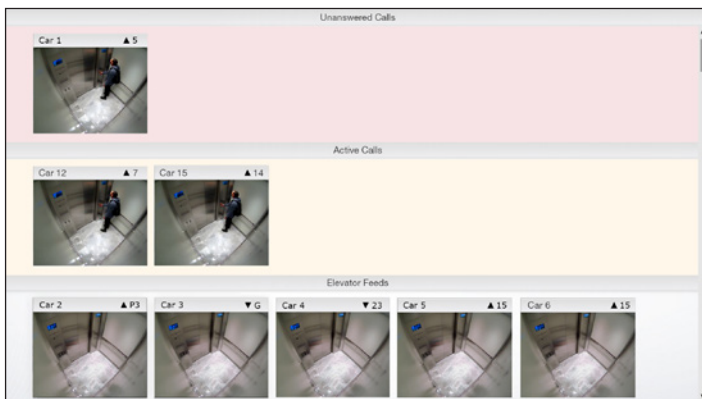 Unanswered Calls
Car 1 ▲ 5
Active Calls
Car 12 ▲ 7
Car 15 ▲ 14
Elevator Feeds
Car 2 ▲ P3
Car 3 ▼ G
Car 4 ▼ 23
Car 5 ▲ 15
Car 6 ▲ 15